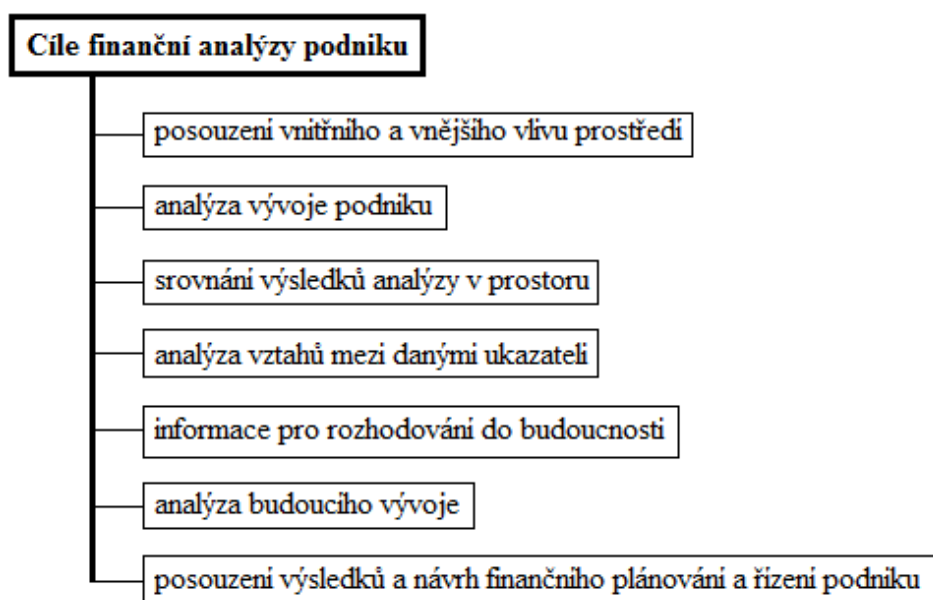 Cíle finanční analýzy podniku
posouzení vnitřního a vnějšího vlivu prostředí
analýza vývoje podniku
srovnání výsledků analýzy v prostoru
analýza vztahů mezi danými ukazateli
informace pro rozhodování do budoucnosti
analýza budoucího vývoje
posouzení výsledků a návrh finančního plánování a řízení podniku